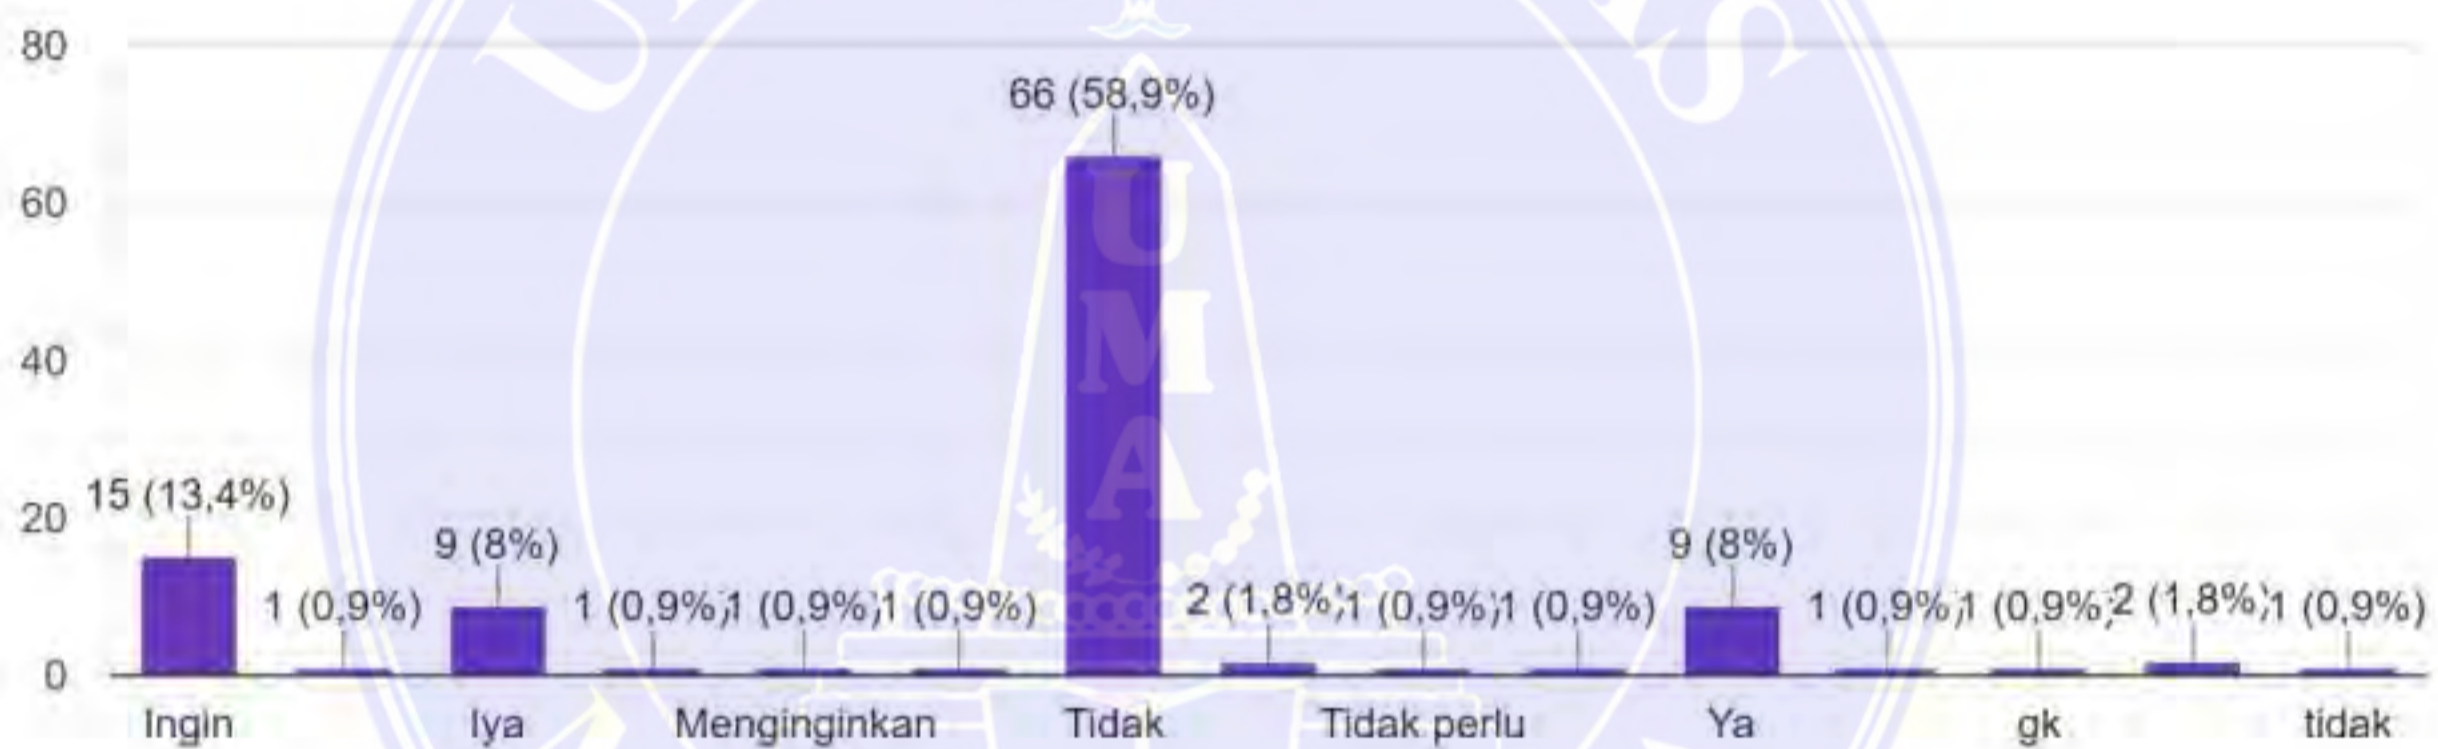 80
66 (58,9%)
60
40
20
15 (13,4%)
9 (8%)
9 (8%)
1 (0,9%)
1 (0,9%)
1 (0,9%)
1 (0,9%)
2 (1,8%)
1 (0,9%)
1 (0,9%)
1 (0,9%)
1 (0,9%)
2 (1,8%)
1 (0,9%)
0
Ingin
Iya
Menginginkan
Tidak
Tidak perlu
Ya
gk
tidak
U
M
A